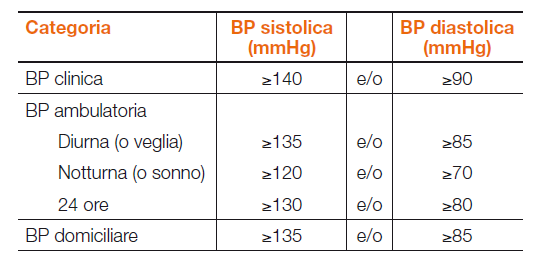 Categoria BP sistolica BP diastolica
(mmHg) (mmHg)
BP clinica ≥140 e/o ≥90
BP ambulatoria
Diurna (o veglia) ≥135 e/o ≥85
Notturna (o sonno) ≥120 e/o ≥70
24 ore ≥130 e/o ≥80
BP domiciliare ≥135 e/o ≥85